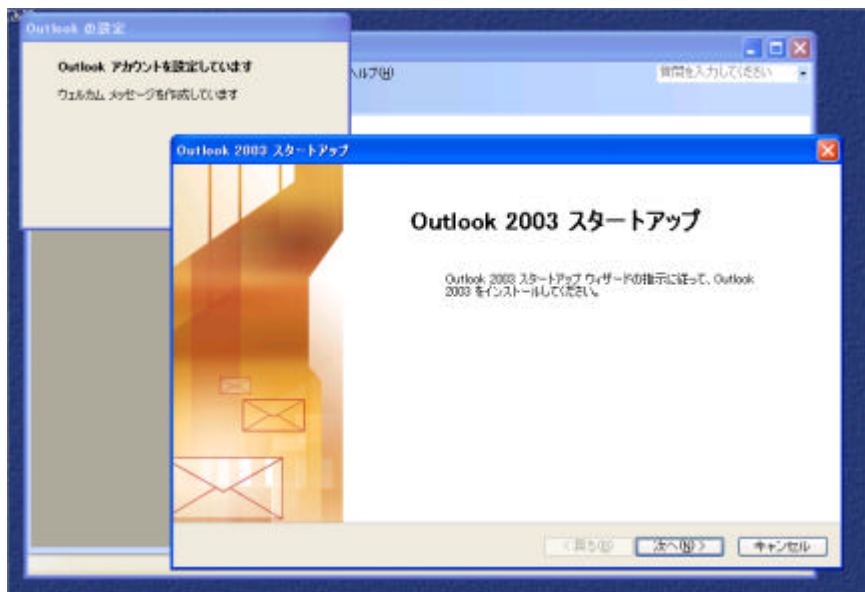 Outlook の設定
Outlook アカウントを設定しています
ウェルカム メッセージを作成しています
ヘルプ(H)
質問を入力してください
Outlook 2003 スタートアップ
Outlook 2003 スタートアップ
Outlook 2003 スタートアップ ウィザードの指示に従って、Outlook
2003 をインストールしてください。
< 戻る(B)
次へ(N) >
キャンセル